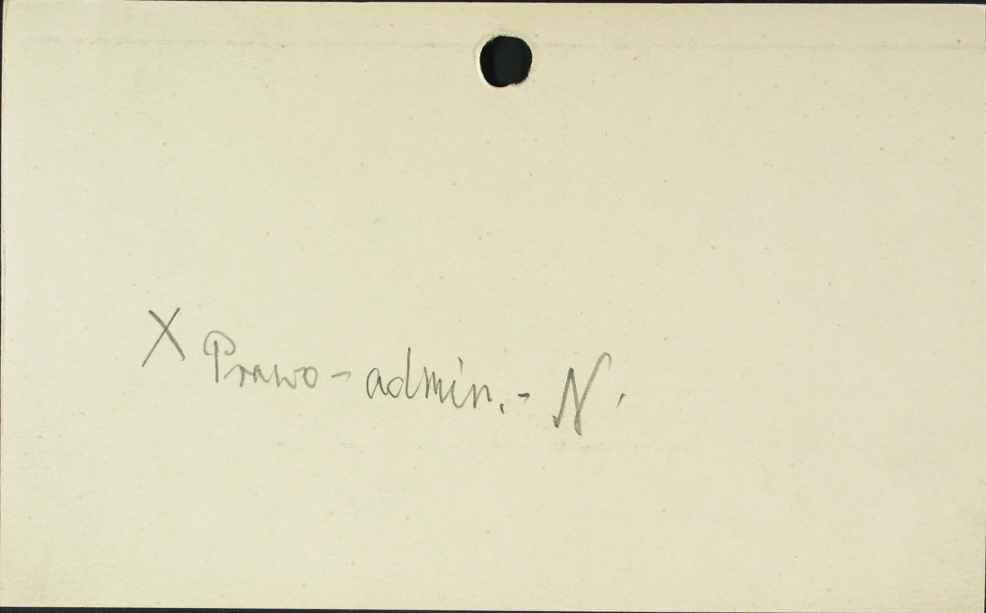 X Prawo - admin. - N.